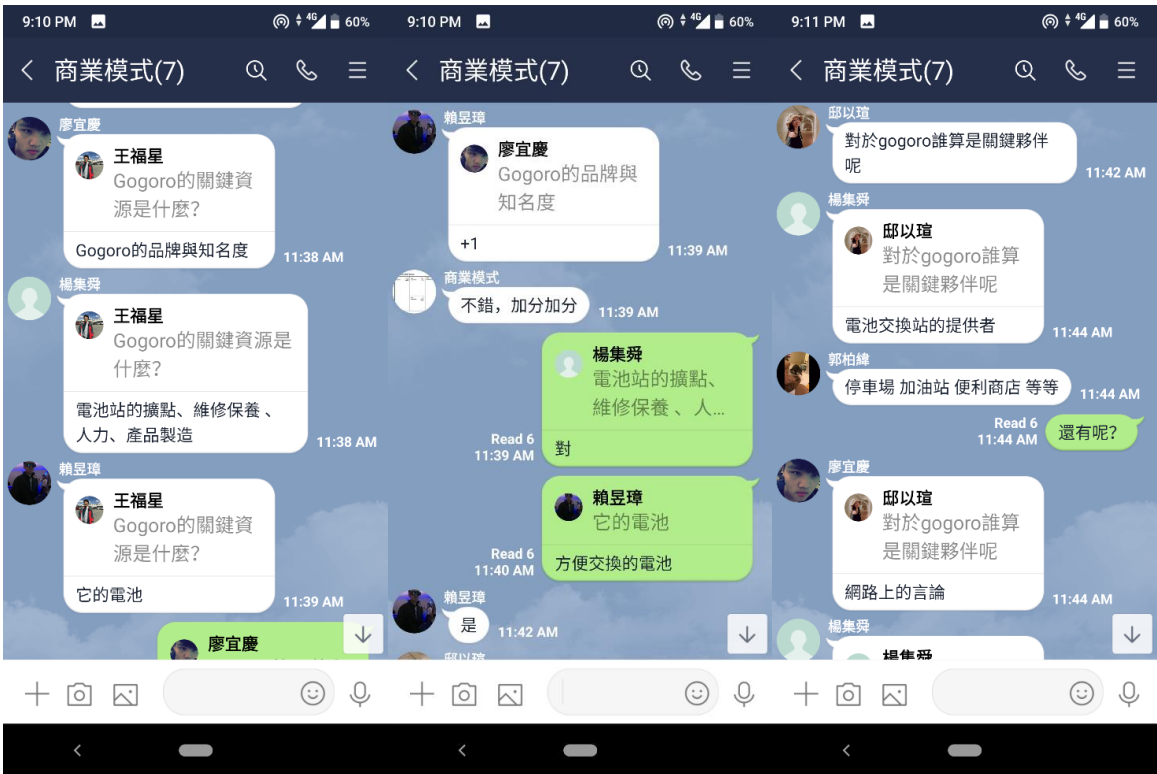 9:10 PM 4G 60%
商業模式(7)
廖宜慶
王福星
Gogoro的關鍵資
源是什麼?
Gogoro的品牌與知名度
11:38 AM
楊集舜
王福星
Gogoro的關鍵資源是
什麼?
電池站的擴點、維修保養 、
人力、產品製造
11:38 AM
賴昱璋
王福星
Gogoro的關鍵資
源是什麼?
它的電池
11:39 AM
廖宜慶
9:10 PM 4G 60%
商業模式(7)
賴昱璋
廖宜慶
Gogoro的品牌與
知名度
+1
11:39 AM
商業模式
不錯，加分加分
11:39 AM
楊集舜
電池站的擴點、
維修保養 、人...
Read 6
11:39 AM
對
賴昱璋
它的電池
Read 6
11:40 AM
方便交換的電池
賴昱璋
是
11:42 AM
邸以瑄
9:11 PM 4G 60%
商業模式(7)
邸以瑄
對於gogoro誰算是關鍵夥伴
呢
11:42 AM
楊集舜
邸以瑄
對於gogoro誰算
是關鍵夥伴呢
電池交換站的提供者
11:44 AM
郭柏緯
停車場 加油站 便利商店 等等
11:44 AM
Read 6
11:44 AM
還有呢?
廖宜慶
邸以瑄
對於gogoro誰算
是關鍵夥伴呢
網路上的言論
11:44 AM
楊集舜
楊集舜